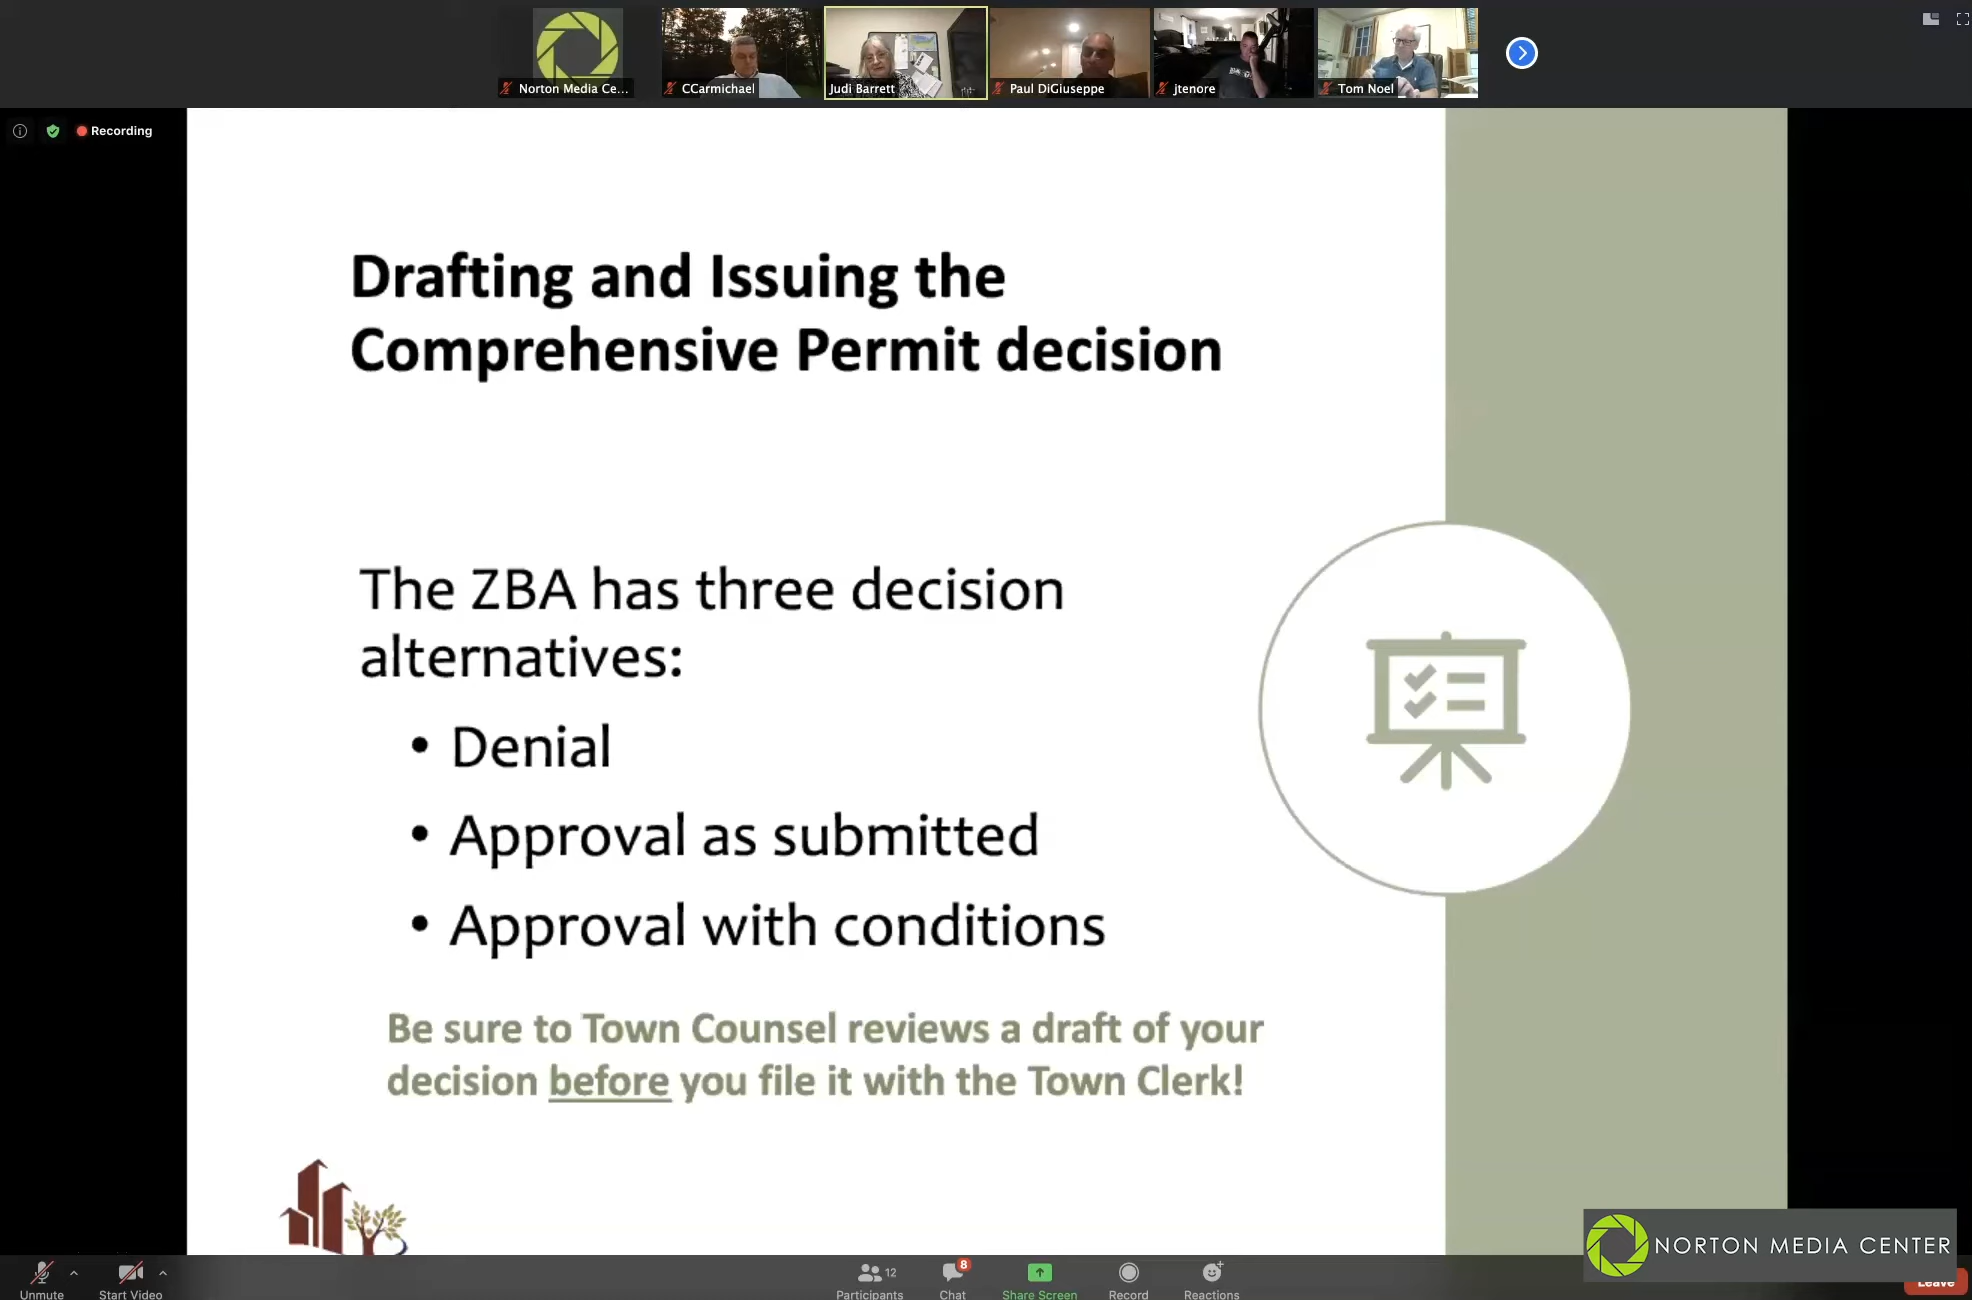 Norton Media Ce...
CCarmichael
Judi Barrett
Paul DiGiuseppe
jtenore
Tom Noel
Recording
Drafting and Issuing the
Comprehensive Permit decision
The ZBA has three decision
alternatives:
• Denial
• Approval as submitted
• Approval with conditions
Be sure to Town Counsel reviews a draft of your
decision before you file it with the Town Clerk!
NORTON MEDIA CENTER
12
8
Unmute
Start Video
Participants
Chat
Share Screen
Record
Reactions
Leave